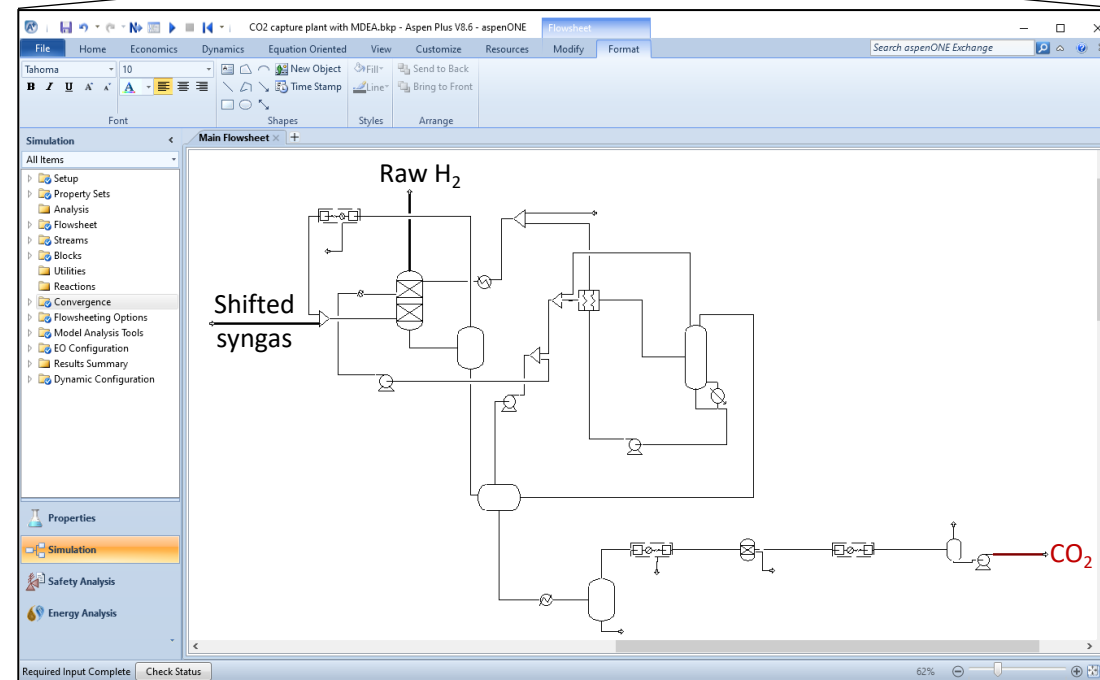 CO2 capture plant with MDEA.bkp - Aspen Plus V8.6 - aspenONE
Flowsheet
File Home Economics Dynamics Equation Oriented View Customize Resources Modify Format
Search aspenONE Exchange
Tahoma 10 New Object Fill Send to Back
B I U A A A Time Stamp Line Bring to Front
Font Shapes Styles Arrange
Simulation
Main Flowsheet
All Items
Setup
Property Sets
Analysis
Flowsheet
Streams
Blocks
Utilities
Reactions
Convergence
Flowsheeting Options
Model Analysis Tools
EO Configuration
Results Summary
Dynamic Configuration
Properties
Simulation
Safety Analysis
Energy Analysis
Raw H₂
Shifted
syngas
CO₂
Required Input Complete Check Status 62%